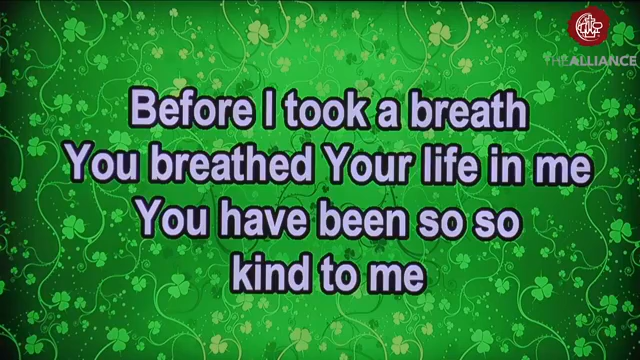 THE ALLIANCE
Before I took a breath
You breathed Your life in me
You have been so so
kind to me